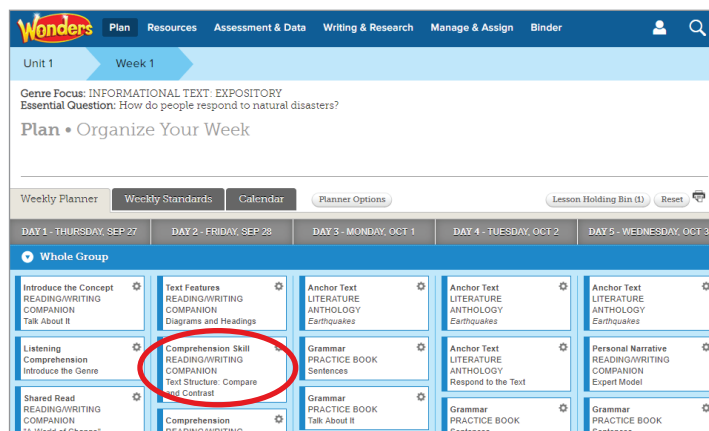 Wonders Plan Resources Assessment & Data Writing & Research Manage & Assign Binder
Unit 1 Week 1
Genre Focus: INFORMATIONAL TEXT: EXPOSITORY
Essential Question: How do people respond to natural disasters?
Plan • Organize Your Week
Weekly Planner Weekly Standards Calendar Planner Options Lesson Holding Bin (1) Reset
DAY 1 - THURSDAY, SEP 27 DAY 2 - FRIDAY, SEP 28 DAY 3 - MONDAY, OCT 1 DAY 4 - TUESDAY, OCT 2 DAY 5 - WEDNESDAY, OCT 3
Whole Group
Introduce the Concept
READING/WRITING
COMPANION
Talk About It
Listening
Comprehension
Introduce the Genre
Shared Read
READING/WRITING
COMPANION
Text Features
READING/WRITING
COMPANION
Diagrams and Headings
Comprehension Skill
READING/WRITING
COMPANION
Text Structure: Compare
and Contrast
Comprehension
READING/WRITING
Anchor Text
LITERATURE
ANTHOLOGY
Earthquakes
Grammar
PRACTICE BOOK
Sentences
Grammar
PRACTICE BOOK
Talk About It
Anchor Text
LITERATURE
ANTHOLOGY
Earthquakes
Anchor Text
LITERATURE
ANTHOLOGY
Respond to the Text
Grammar
PRACTICE BOOK
Anchor Text
LITERATURE
ANTHOLOGY
Earthquakes
Personal Narrative
READING/WRITING
COMPANION
Expert Model
Grammar
PRACTICE BOOK